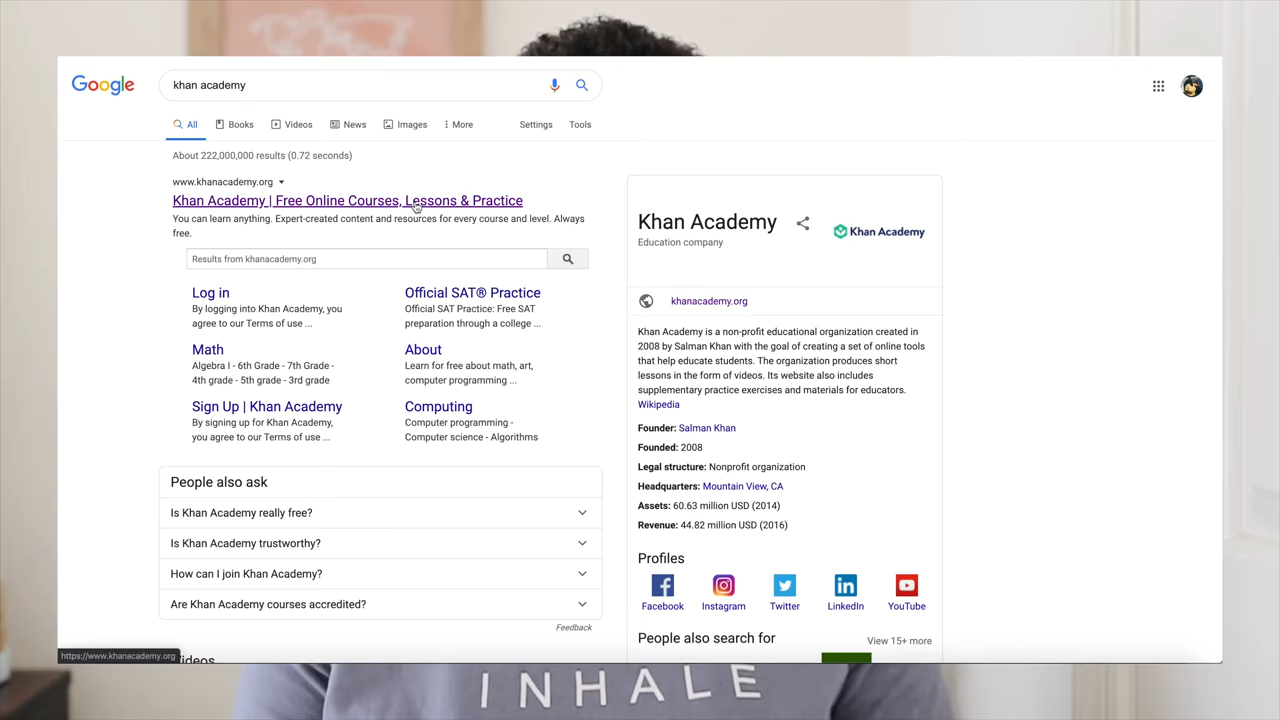 Google
khan academy
All
Books
Videos
News
Images
More
Settings
Tools
About 222,000,000 results (0.72 seconds)
www.khanacademy.org
Khan Academy | Free Online Courses, Lessons & Practice
You can learn anything. Expert-created content and resources for every course and level. Always
free.
Results from khanacademy.org
Log in
By logging into Khan Academy, you
agree to our Terms of use ...
Official SAT® Practice
Official SAT Practice: Free SAT
preparation through a college ...
Math
Algebra I - 6th Grade - 7th Grade -
4th grade - 5th grade - 3rd grade
About
Learn for free about math, art,
computer programming ...
Sign Up | Khan Academy
By signing up for Khan Academy,
you agree to our Terms of use ...
Computing
Computer programming -
Computer science - Algorithms
People also ask
Is Khan Academy really free?
Is Khan Academy trustworthy?
How can I join Khan Academy?
Are Khan Academy courses accredited?
Feedback
Videos
https://www.khanacademy.org
Khan Academy
Education company
Khan Academy
khanacademy.org
Khan Academy is a non-profit educational organization created in
2008 by Salman Khan with the goal of creating a set of online tools
that help educate students. The organization produces short
lessons in the form of videos. Its website also includes
supplementary practice exercises and materials for educators.
Wikipedia
Founder: Salman Khan
Founded: 2008
Legal structure: Nonprofit organization
Headquarters: Mountain View, CA
Assets: 60.63 million USD (2014)
Revenue: 44.82 million USD (2016)
Profiles
Facebook
Instagram
Twitter
LinkedIn
YouTube
People also search for
View 15+ more
INHALE